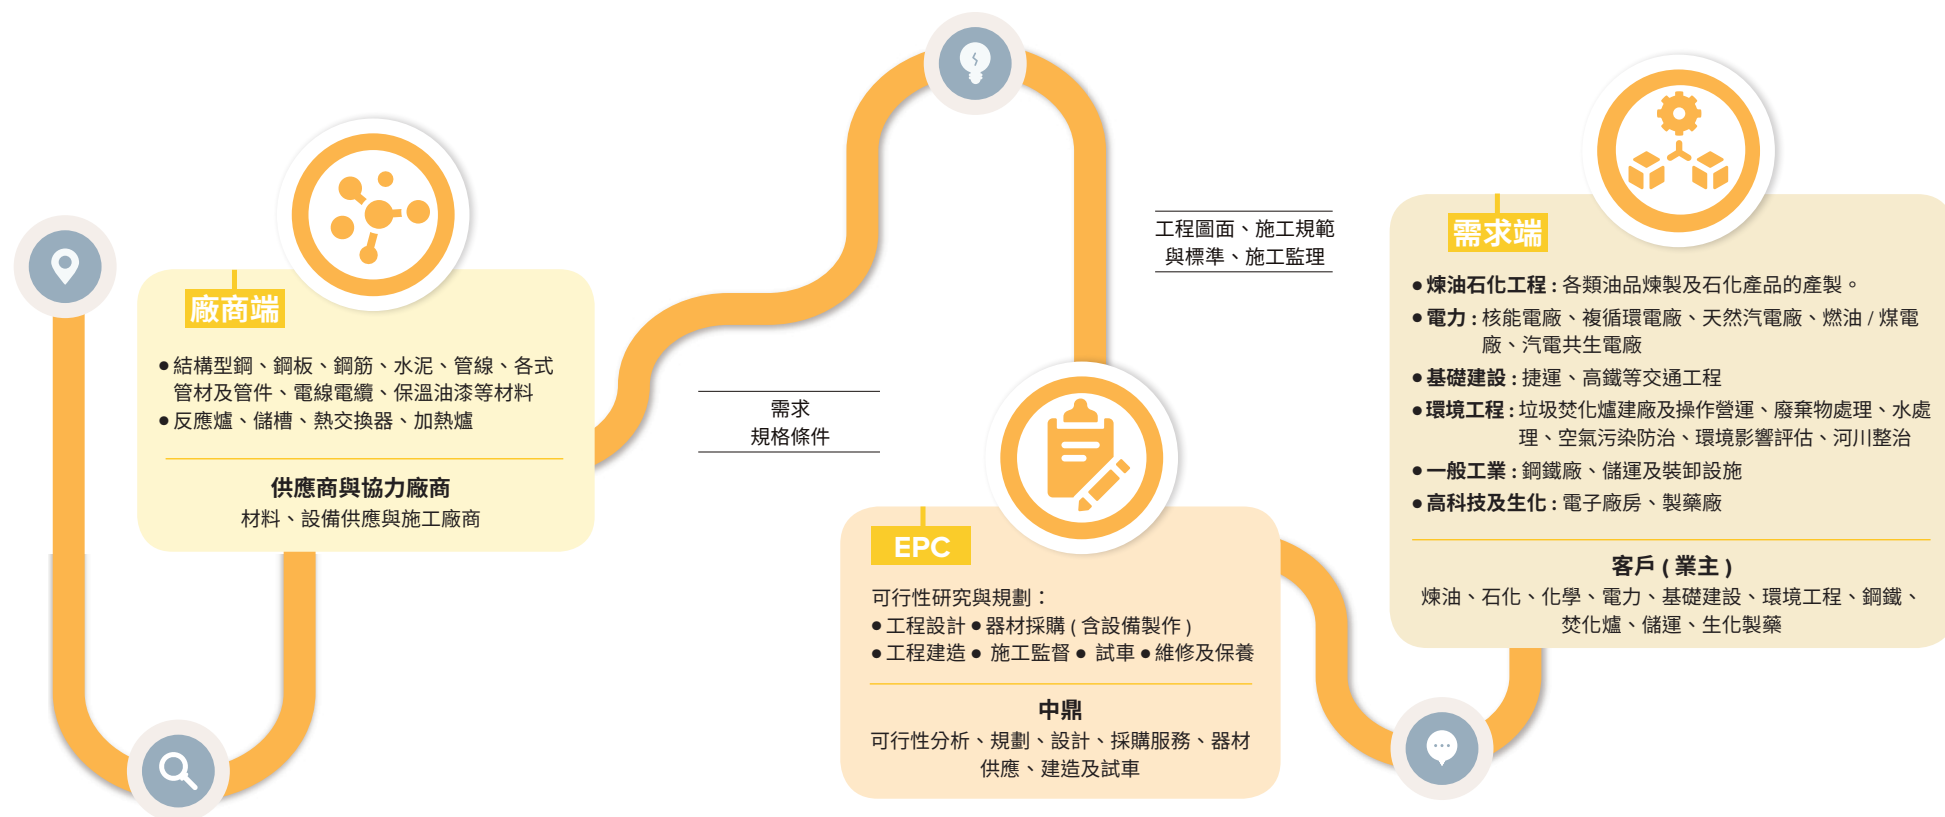 廠商端
●結構型鋼、鋼板、鋼筋、水泥、管線、各式
管材及管件、電線電纜、保溫油漆等材料
●反應爐、儲槽、熱交換器、加熱爐
供應商與協力廠商
材料、設備供應與施工廠商
需求
規格條件
EPC
可行性研究與規劃：
●工程設計 ●器材採購 ( 含設備製作 )
●工程建造 ● 施工監督 ● 試車 ●維修及保養
中鼎
可行性分析、規劃、設計、採購服務、器材
供應、建造及試車
工程圖面、施工規範
與標準、施工監理
需求端
●煉油石化工程 : 各類油品煉製及石化產品的產製。
●電力 : 核能電廠、複循環電廠、天然汽電廠、燃油 / 煤電
廠、汽電共生電廠
●基礎建設 : 捷運、高鐵等交通工程
●環境工程 : 垃圾焚化爐建廠及操作營運、廢棄物處理、水處
理、空氣污染防治、環境影響評估、河川整治
●一般工業 : 鋼鐵廠、儲運及裝卸設施
●高科技及生化 : 電子廠房、製藥廠
客戶 ( 業主 )
煉油、石化、化學、電力、基礎建設、環境工程、鋼鐵、
焚化爐、儲運、生化製藥